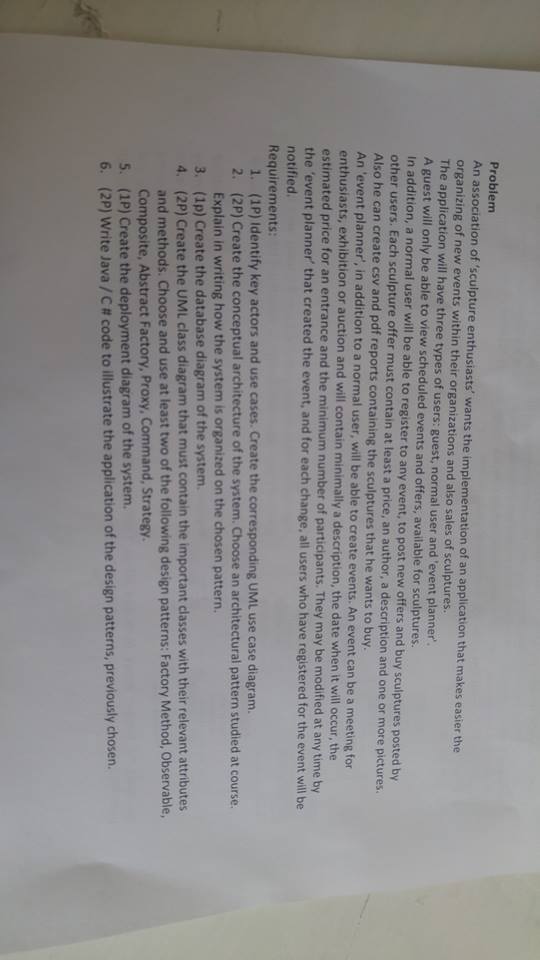 Problem
An association of 'sculpture enthusiasts' wants the implementation of an application that makes easier the
organizing of new events within their organizations and also sales of sculptures.
The application will have three types of users: guest, normal user and 'event planner'.
A guest will only be able to view scheduled events and offers, available for sculptures.
In addition, a normal user will be able to register to any event, to post new offers and buy sculptures posted by
other users. Each sculpture offer must contain at least a price, an author, a description and one or more pictures.
Also he can create csv and pdf reports containing the sculptures that he wants to buy.
An 'event planner', in addition to a normal user, will be able to create events. An event can be a meeting for
enthusiasts, exhibition or auction and will contain minimally a description, the date when it will occur, the
estimated price for an entrance and the minimum number of participants. They may be modified at any time by
the 'event planner' that created the event, and for each change, all users who have registered for the event will be
notified.
Requirements:
1. (1P) Identify key actors and use cases. Create the corresponding UML use case diagram.
2. (2P) Create the conceptual architecture of the system. Choose an architectural pattern studied at course.
Explain in writing how the system is organized on the chosen pattern.
3. (1p) Create the database diagram of the system.
4. (2P) Create the UML class diagram that must contain the important classes with their relevant attributes
and methods. Choose and use at least two of the following design patterns: Factory Method, Observable,
Composite, Abstract Factory, Proxy, Command, Strategy.
5. (1P) Create the deployment diagram of the system.
6. (2P) Write Java / C # code to illustrate the application of the design patterns, previously chosen.